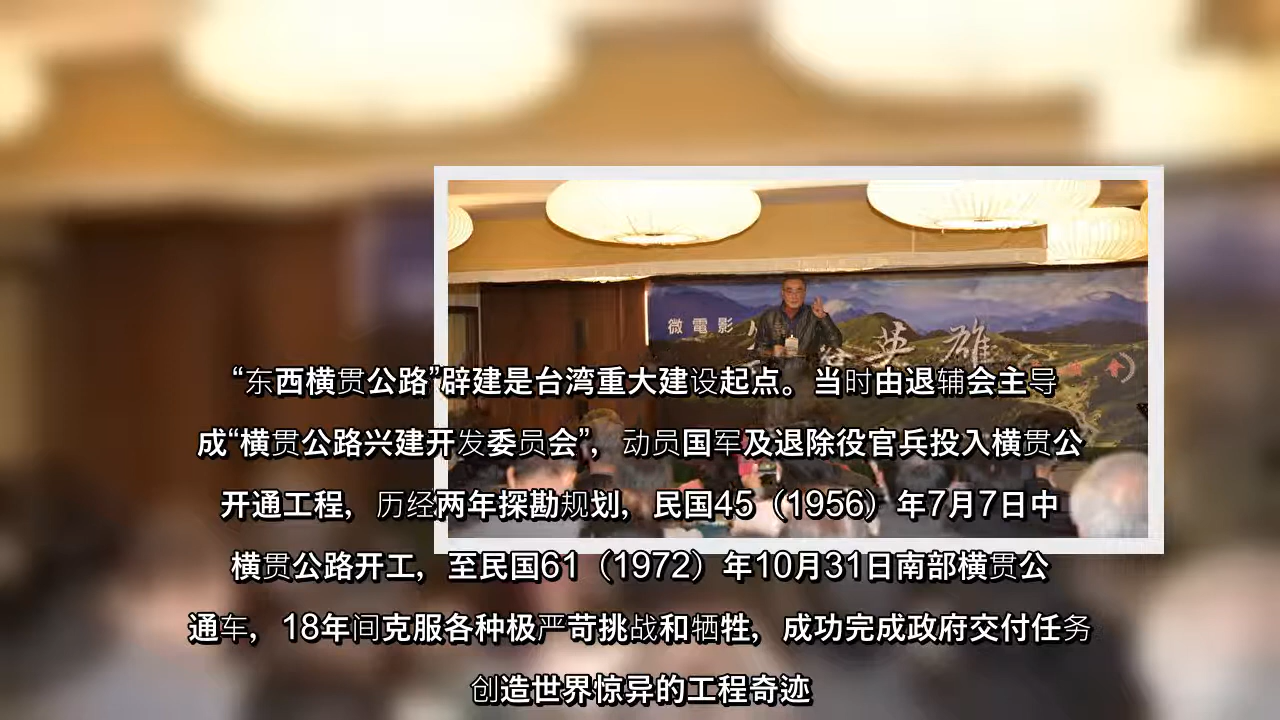 微電影
英雄
“东西横贯公路”辟建是台湾重大建设起点。当时由退辅会主导
成“横贯公路兴建开发委员会”，动员国军及退除役官兵投入横贯公
开通工程，历经两年探勘规划，民国45（1956）年7月7日中
横贯公路开工，至民国61（1972）年10月31日南部横贯公
通车，18年间克服各种极严苛挑战和牺牲，成功完成政府交付任务
创造世界惊异的工程奇迹